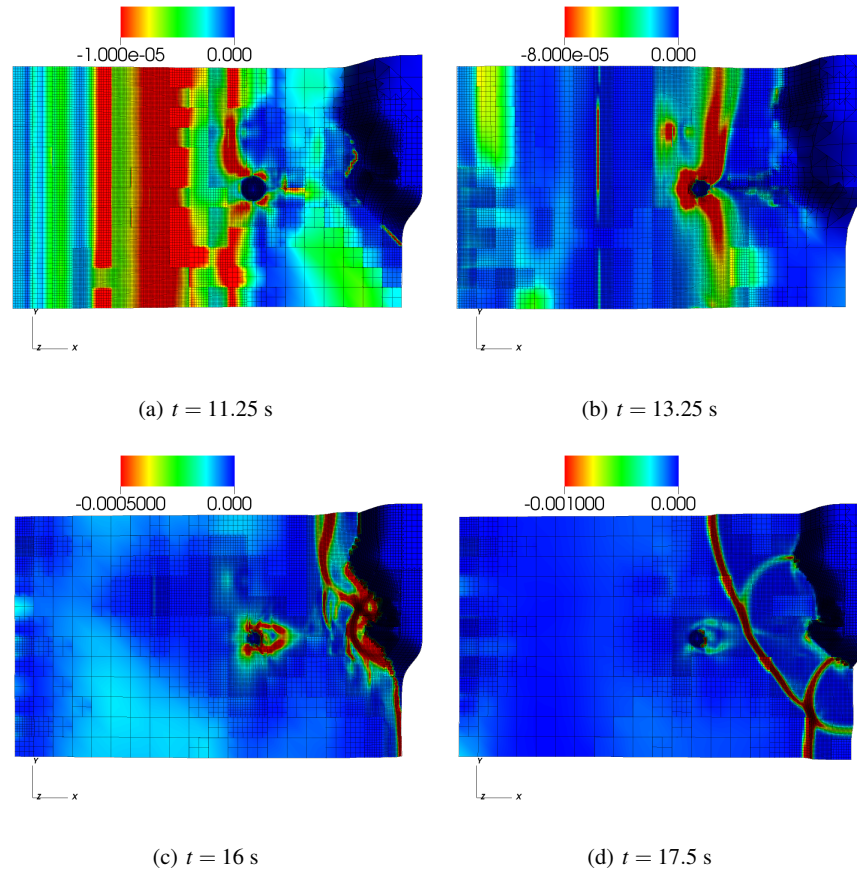 -1.000e-05 0.000
-8.000e-05 0.000
Y
Z X
Y
Z X
(a) t = 11.25 s
(b) t = 13.25 s
-0.0005000 0.000
-0.001000 0.000
Y
Z X
Y
Z X
(c) t = 16 s
(d) t = 17.5 s